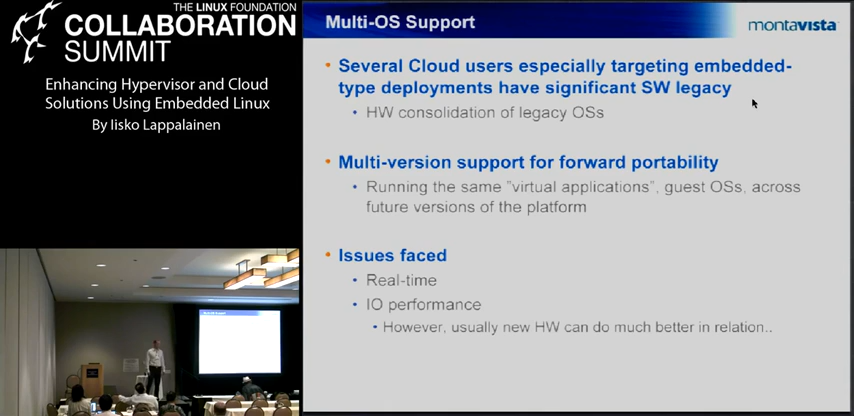 THE LINUX FOUNDATION
COLLABORATION
SUMMIT
Enhancing Hypervisor and Cloud
Solutions Using Embedded Linux
By Iisko Lappalainen
Multi-OS Support
montavista
• Several Cloud users especially targeting embedded-
type deployments have significant SW legacy
• HW consolidation of legacy OSs
• Multi-version support for forward portability
• Running the same "virtual applications", guest OSs, across
future versions of the platform
• Issues faced
• Real-time
• IO performance
• However, usually new HW can do much better in relation..